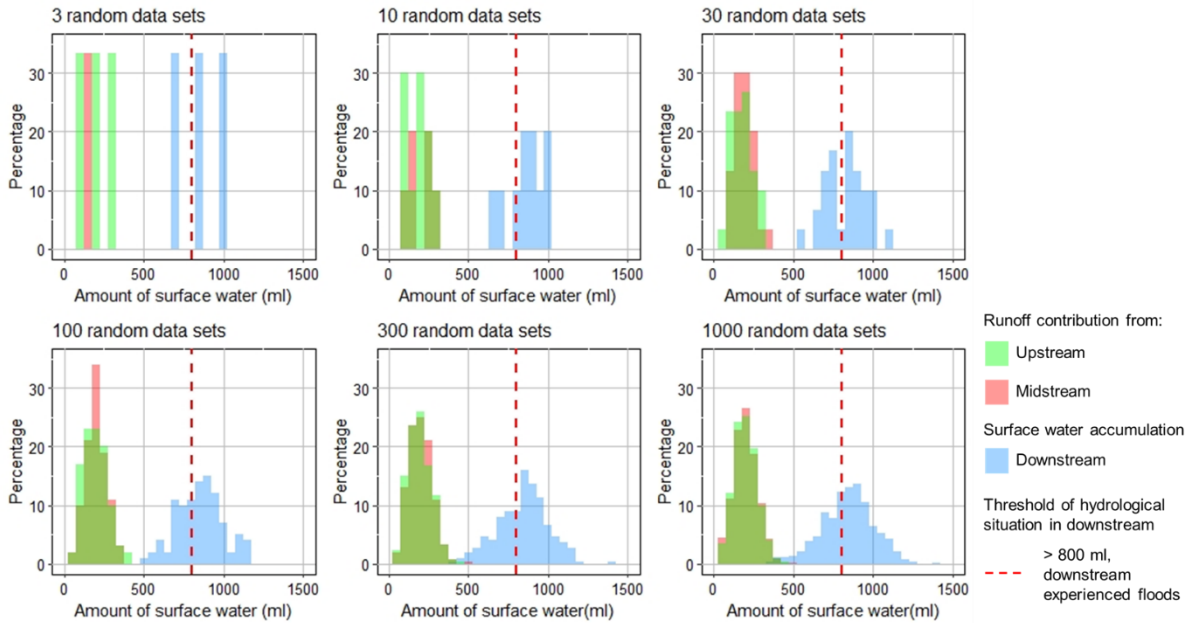 3 random data sets
Percentage
30
20
10
0
0 500 1000 1500
Amount of surface water (ml)
10 random data sets
Percentage
30
20
10
0
0 500 1000 1500
Amount of surface water (ml)
30 random data sets
Percentage
30
20
10
0
0 500 1000 1500
Amount of surface water (ml)
100 random data sets
Percentage
30
20
10
0
0 500 1000 1500
Amount of surface water (ml)
300 random data sets
Percentage
30
20
10
0
0 500 1000 1500
Amount of surface water(ml)
1000 random data sets
Percentage
30
20
10
0
0 500 1000 1500
Amount of surface water(ml)
Runoff contribution from:
Upstream
Midstream
Surface water accumulation
Downstream
Threshold of hydrological
situation in downstream
> 800 ml,
downstream
experienced floods